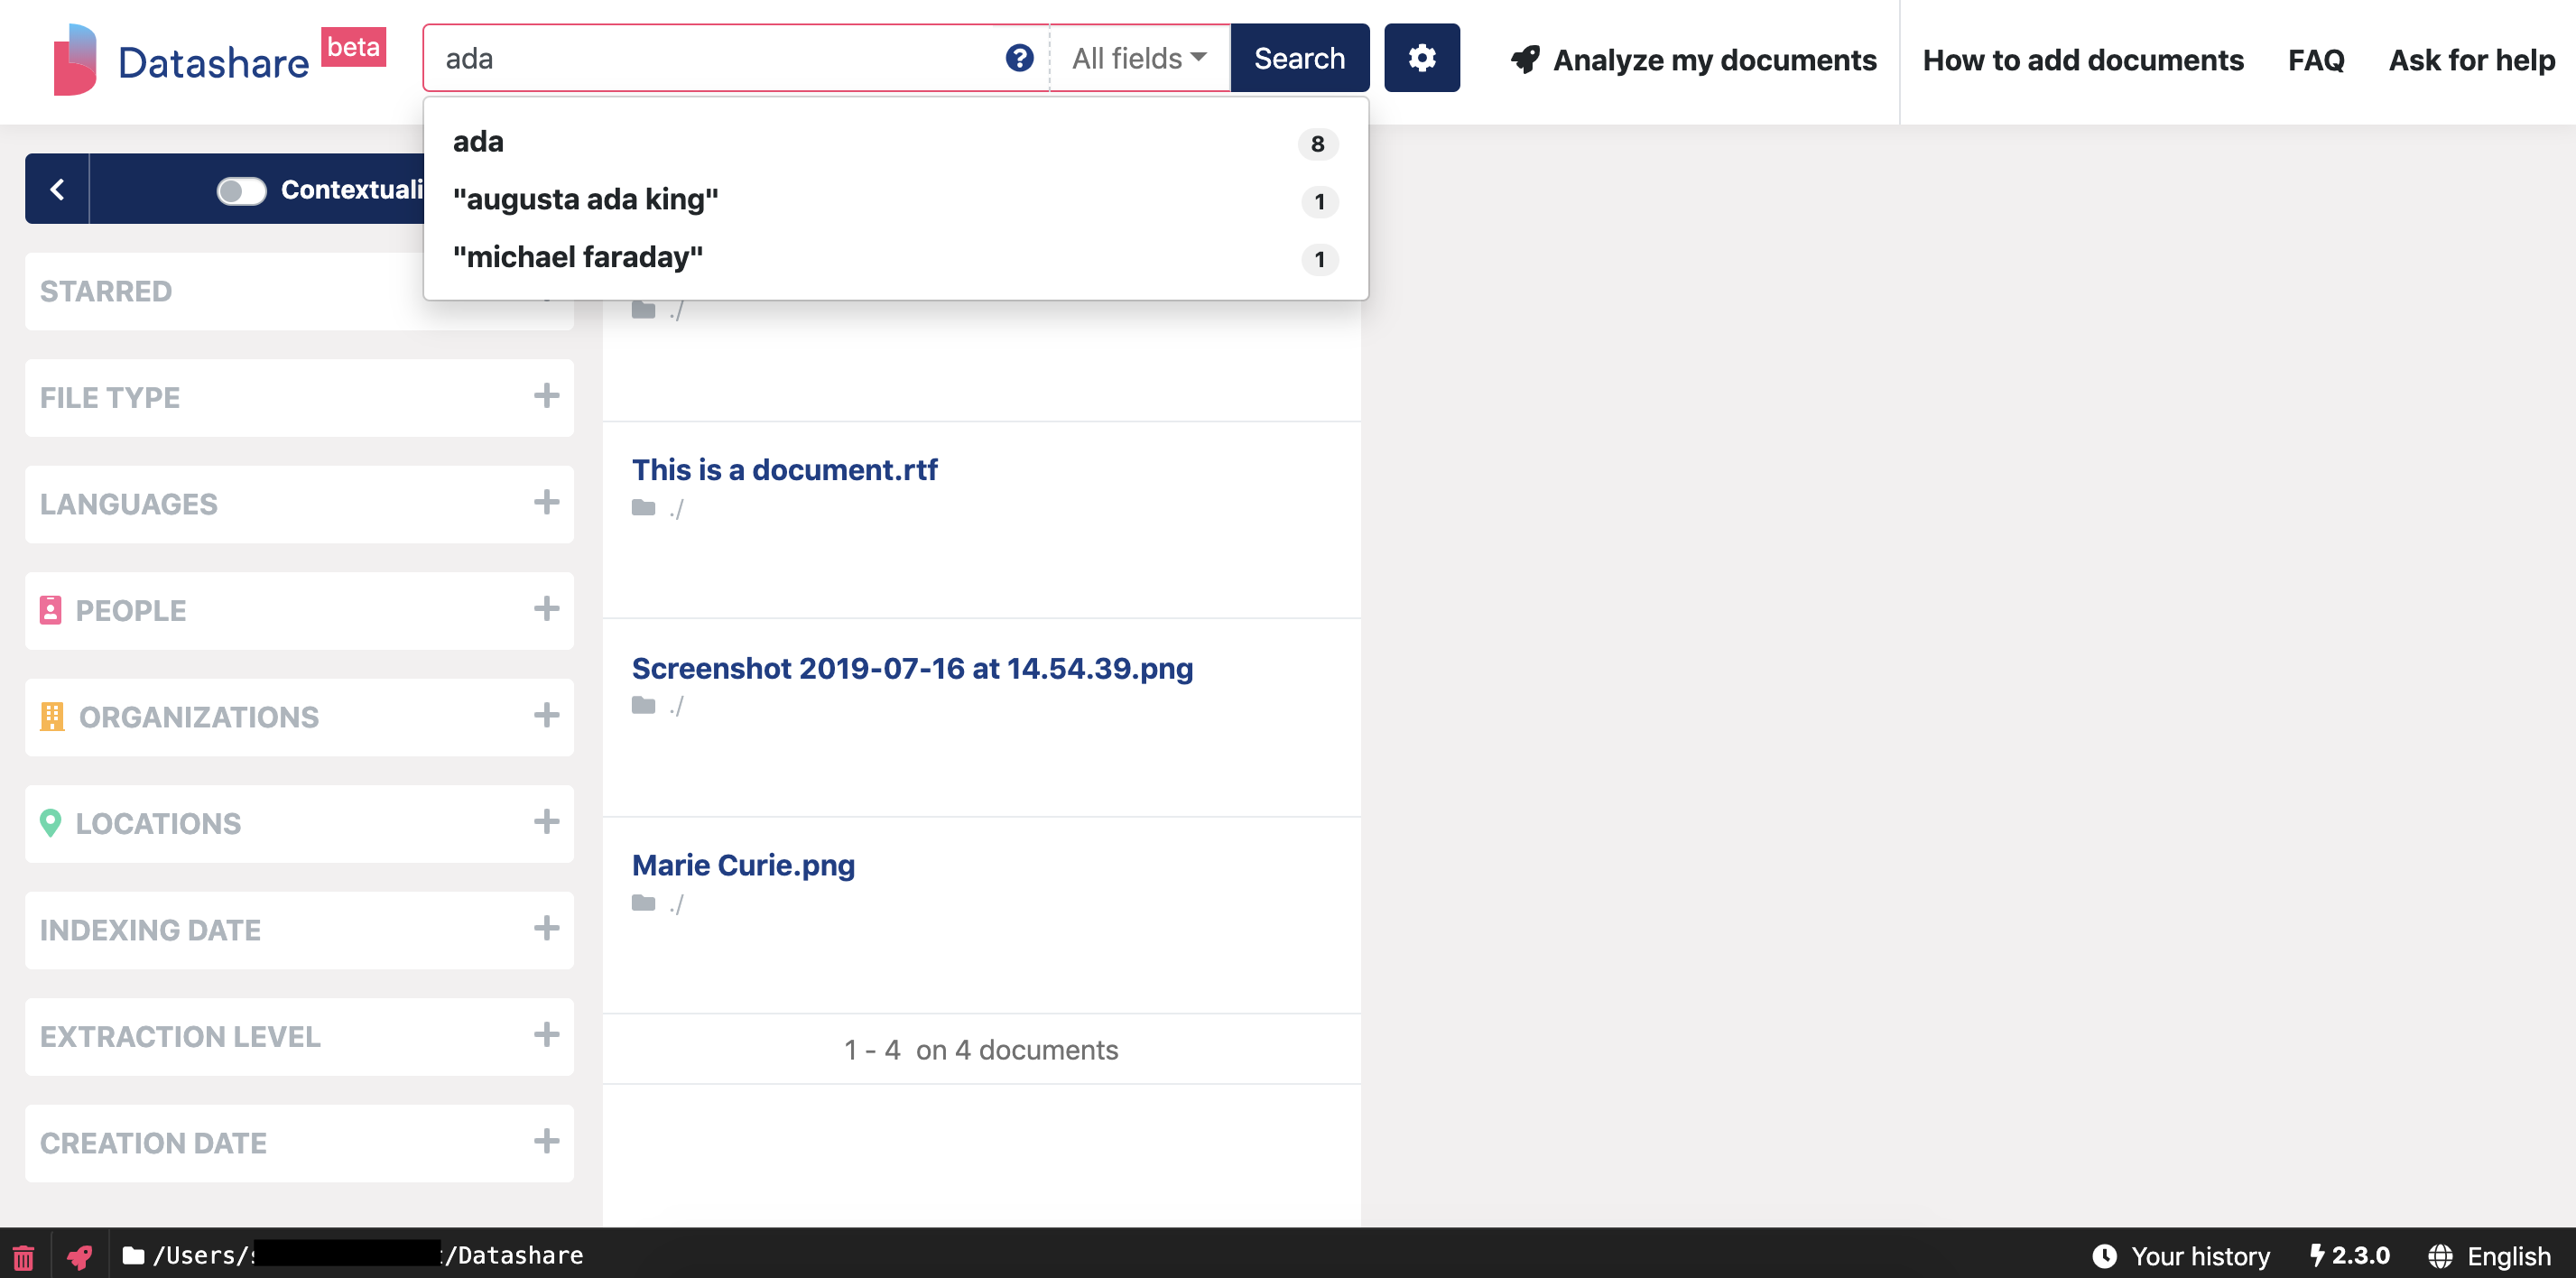 Datashare beta
ada
All fields
Search
Analyze my documents
How to add documents
FAQ
Ask for help
ada 8
"augusta ada king" 1
"michael faraday" 1
Contextuali
STARRED
FILE TYPE
LANGUAGES
PEOPLE
ORGANIZATIONS
LOCATIONS
INDEXING DATE
EXTRACTION LEVEL
CREATION DATE
./
This is a document.rtf
./
Screenshot 2019-07-16 at 14.54.39.png
./
Marie Curie.png
./
1 - 4 on 4 documents
/Users/ /Datashare
Your history
2.3.0
English